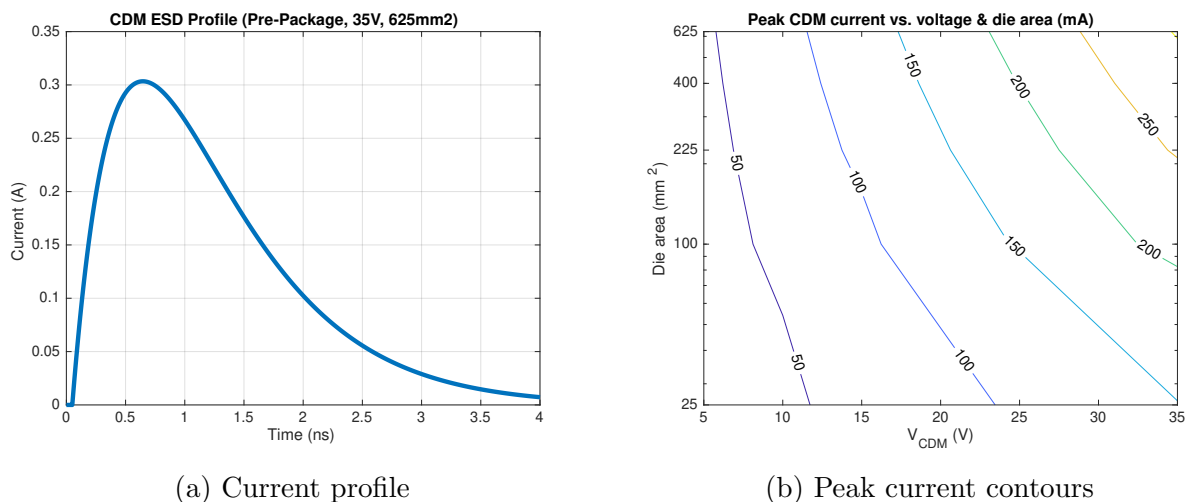 CDM ESD Profile (Pre-Package, 35V, 625mm2)
0.35
0.3
0.25
0.2
0.15
0.1
0.05
0
Current (A)
0 0.5 1 1.5 2 2.5 3 3.5 4
Time (ns)
(a) Current profile
Peak CDM current vs. voltage & die area (mA)
625
400
225
100
25
Die area (mm 2)
50
50
100
100
150
150
200
200
250
5 10 15 20 25 30 35
VCDM (V)
(b) Peak current contours